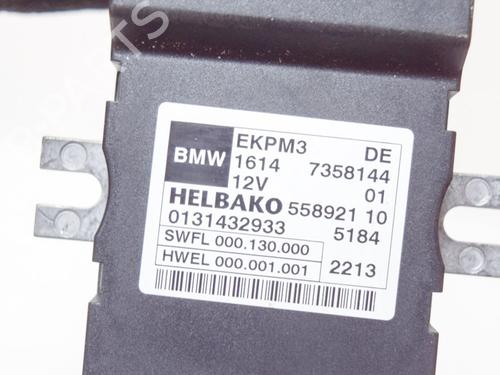 BMW
EKPM3 DE
1614 7358144
12V 01
HELBAKO 558921 10
0131432933 5184
SWFL 000.130.000
HWEL 000.001.001 2213